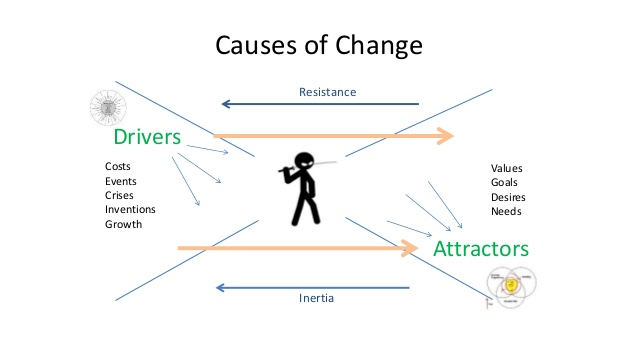 Causes of Change
Resistance
Drivers
Costs
Events
Crises
Inventions
Growth
Values
Goals
Desires
Needs
Attractors
Inertia